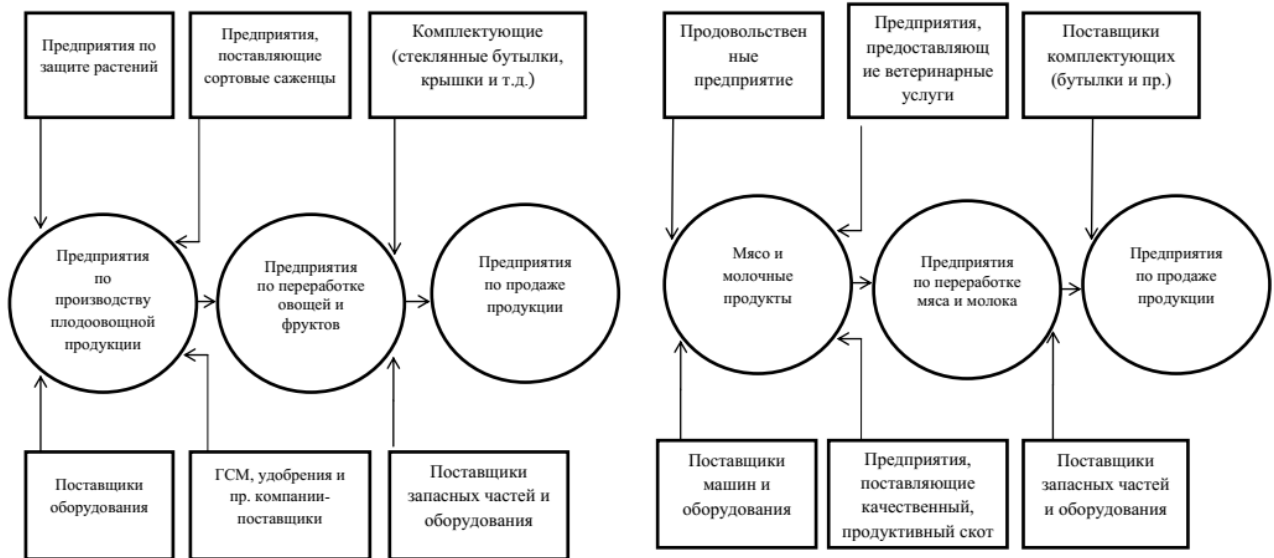 Предприятия по
защите растений
Предприятия,
поставляющие
сортовые саженцы
Комплектующие
(стеклянные бутылки,
крышки и т.д.)
Продовольствен
ные
предприятие
Предприятия,
предоставляющ
ие ветеринарные
услуги
Поставщики
комплектующих
(бутылки и пр.)
Предприятия
по
производству
плодоовощной
продукции
Предприятия
по переработке
овощей и
фруктов
Предприятия
по продаже
продукции
Мясо и
молочные
продукты
Предприятия
по переработке
мяса и молока
Предприятия
по продаже
продукции
Поставщики
оборудования
ГСМ, удобрения и
пр. компании-
поставщики
Поставщики
запасных частей и
оборудования
Поставщики
машин и
оборудования
Предприятия,
поставляющие
качественный,
продуктивный скот
Поставщики
запасных частей
и оборудования